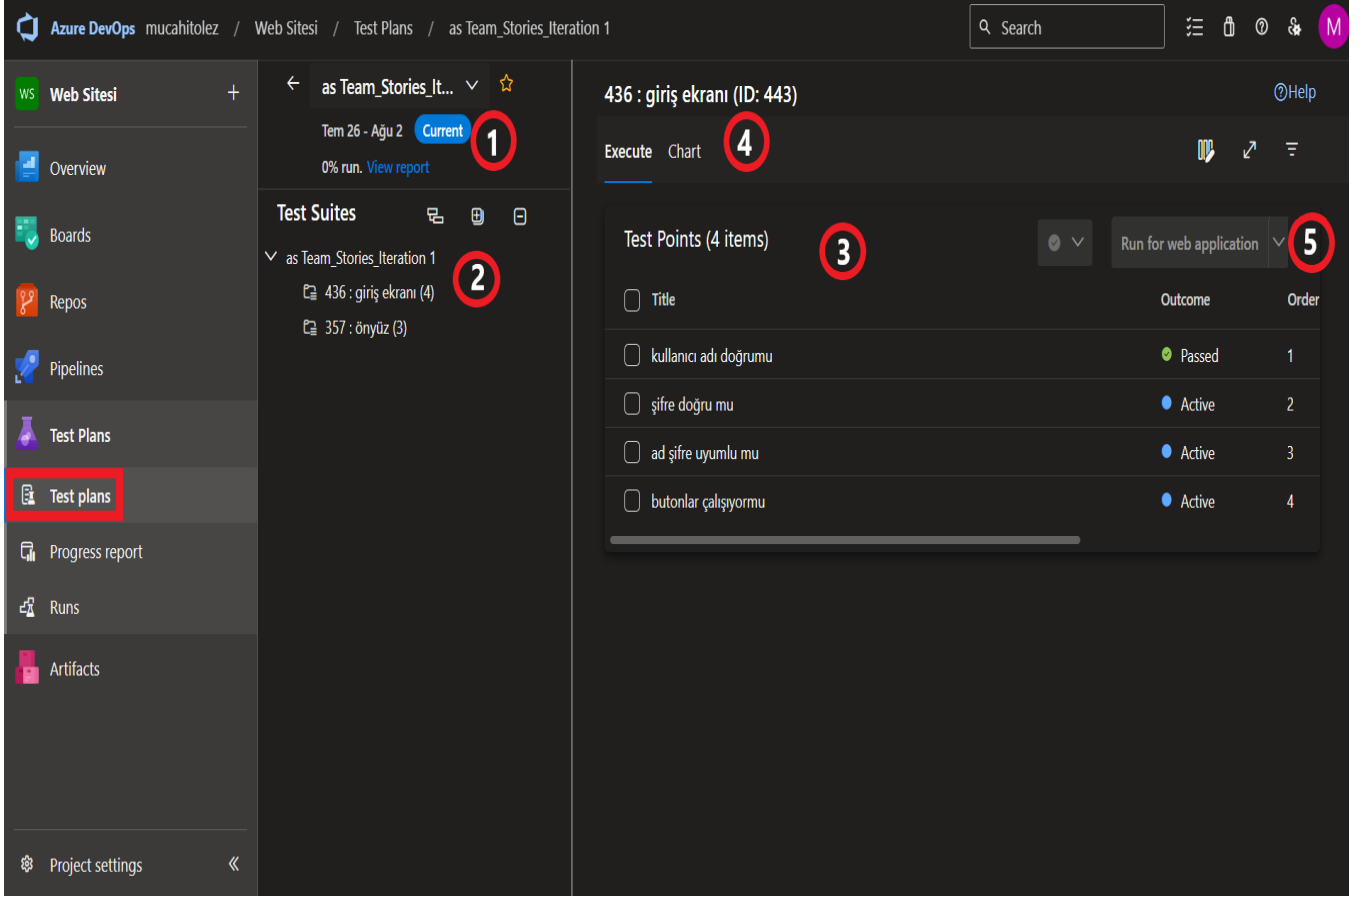 Azure DevOps mucahitolez / Web Sitesi / Test Plans / as Team_Stories_Iteration 1
Search
M
WS Web Sitesi +
Overview
Boards
Repos
Pipelines
Test Plans
Test plans
Progress report
Runs
Artifacts
Project settings
as Team_Stories_It...
Tem 26 - Ağu 2 Current
1
0% run. View report
Test Suites
as Team_Stories_Iteration 1
2
436 : giriş ekranı (4)
357 : önyüz (3)
436 : giriş ekranı (ID: 443)
Help
Execute Chart
4
Test Points (4 items)
3
Run for web application
5
Title Outcome Order
kullanıcı adı doğrumu Passed 1
şifre doğru mu Active 2
ad şifre uyumlu mu Active 3
butonlar çalışıyormu Active 4